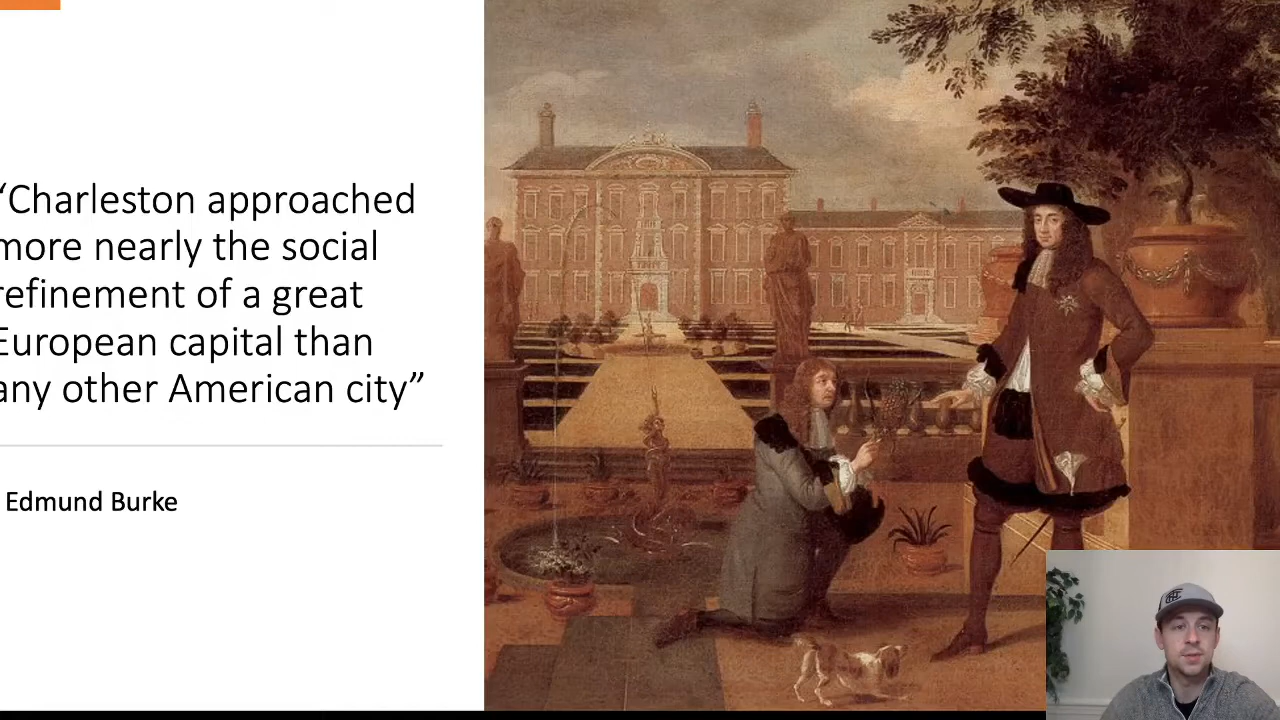 “Charleston approached
more nearly the social
refinement of a great
European capital than
any other American city”
Edmund Burke